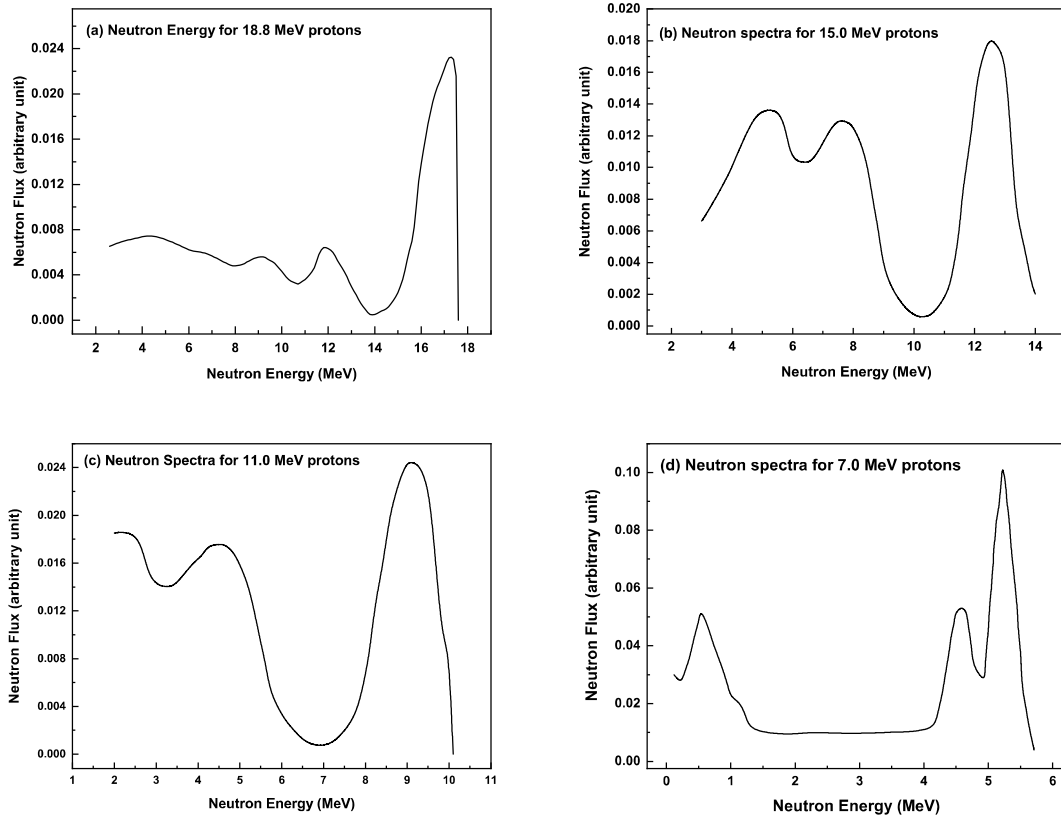 (a) Neutron Energy for 18.8 MeV protons
Neutron Flux (arbitrary unit)
0.024
0.020
0.016
0.012
0.008
0.004
0.000
2 4 6 8 10 12 14 16 18
Neutron Energy (MeV)
(b) Neutron spectra for 15.0 MeV protons
Neutron Flux (arbitrary unit)
0.020
0.018
0.016
0.014
0.012
0.010
0.008
0.006
0.004
0.002
0.000
2 4 6 8 10 12 14
Neutron Energy (MeV)
(c) Neutron Spectra for 11.0 MeV protons
Neutron Flux (arbitrary unit)
0.024
0.020
0.016
0.012
0.008
0.004
0.000
1 2 3 4 5 6 7 8 9 10 11
Neutron Energy (MeV)
(d) Neutron spectra for 7.0 MeV protons
Neutron Flux (arbitrary unit)
0.10
0.08
0.06
0.04
0.02
0.00
0 1 2 3 4 5 6
Neutron Energy (MeV)